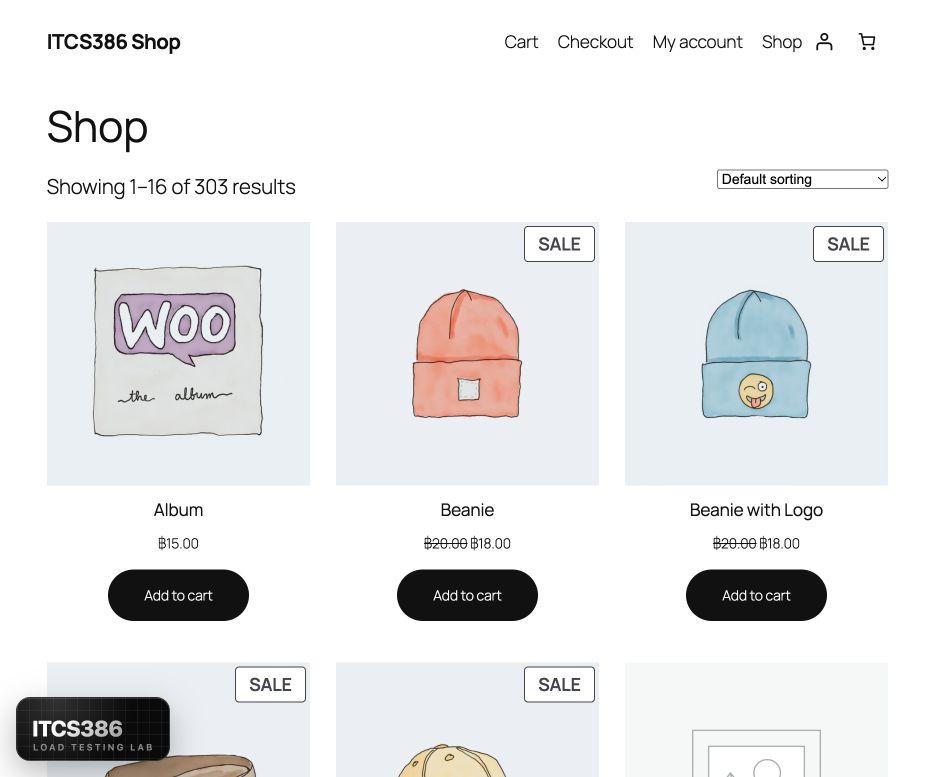 ITCS386 Shop
Cart Checkout My account Shop
Shop
Showing 1–16 of 303 results
Default sorting
SALE
SALE
WOO
the album
Album
Beanie
Beanie with Logo
฿15.00
฿20.00 ฿18.00
฿20.00 ฿18.00
Add to cart
Add to cart
Add to cart
SALE
SALE
ITCS386
LOAD TESTING LAB